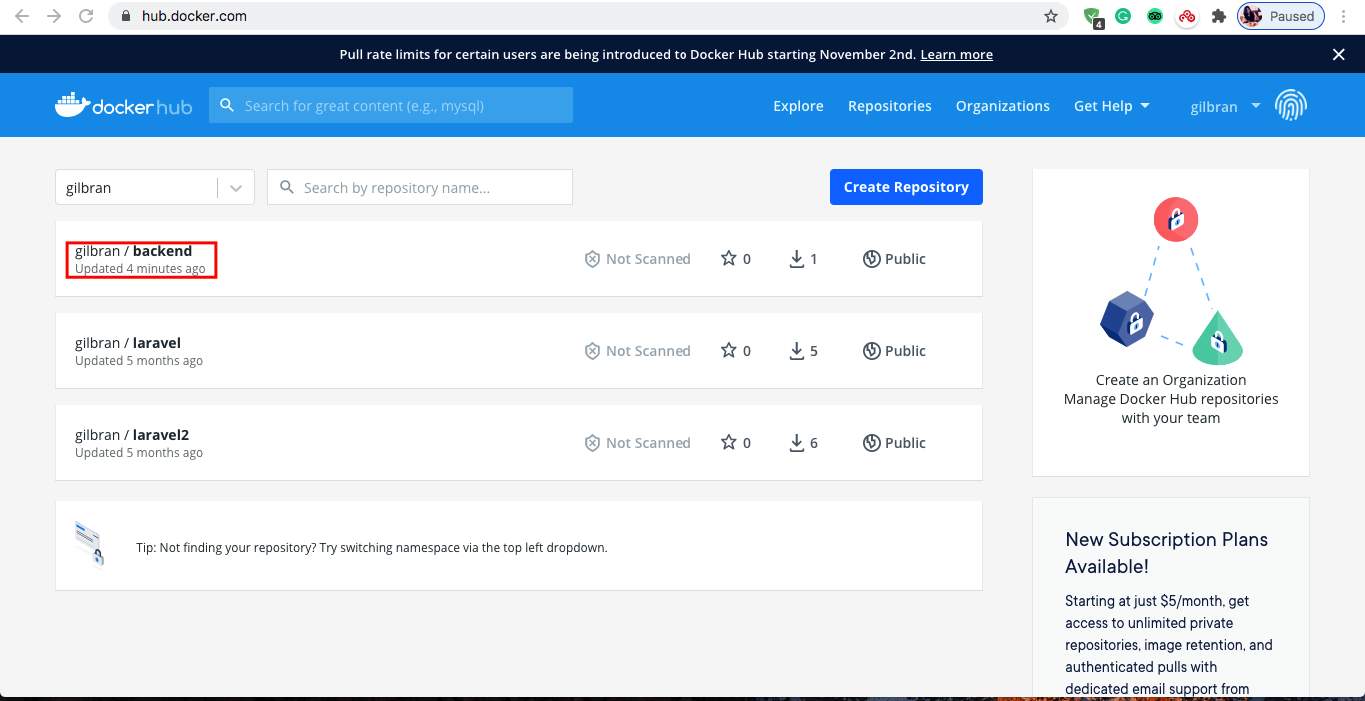 hub.docker.com
4
Paused
Pull rate limits for certain users are being introduced to Docker Hub starting November 2nd. Learn more
dockerhub
Search for great content (e.g., mysql)
Explore
Repositories
Organizations
Get Help
gilbran
gilbran
Search by repository name...
Create Repository
gilbran / backend
Updated 4 minutes ago
Not Scanned
0
1
Public
gilbran / laravel
Updated 5 months ago
Not Scanned
0
5
Public
gilbran / laravel2
Updated 5 months ago
Not Scanned
0
6
Public
Tip: Not finding your repository? Try switching namespace via the top left dropdown.
Create an Organization
Manage Docker Hub repositories
with your team
New Subscription Plans
Available!
Starting at just $5/month, get
access to unlimited private
repositories, image retention, and
authenticated pulls with
dedicated email support from